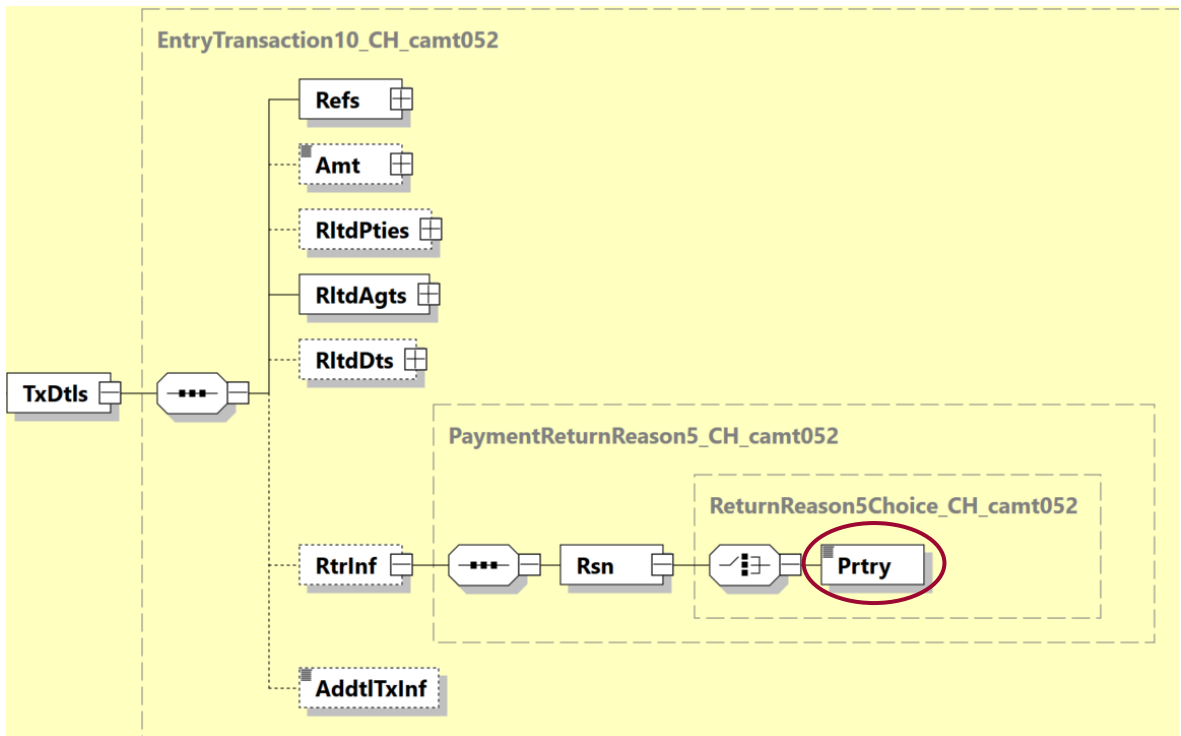 EntryTransaction10_CH_camt052
Refs
Amt
RltdPties
RltdAgts
RltdDts
TxDtls
PaymentReturnReason5_CH_camt052
ReturnReason5Choice_CH_camt052
RtrInf
Rsn
Prtry
AddtlTxInf